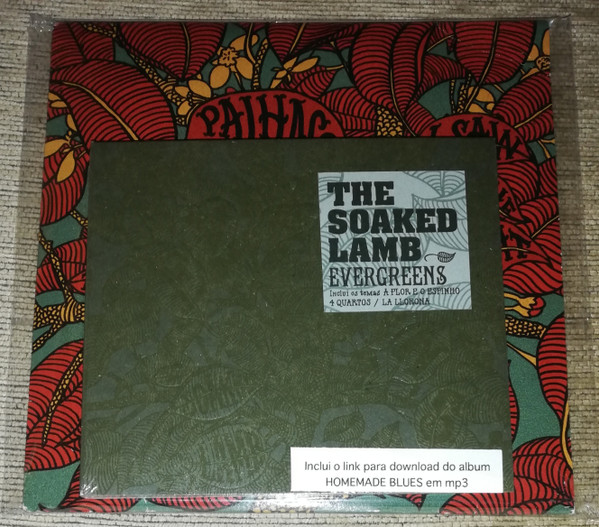 I SAW
THE
SOAKED
LAMB
EVERGREENS
Inclui os temas A FLOR E O ESPINHO
4 QUARTOS / LA LLORONA
Inclui o link para download do album
HOMEMADE BLUES em mp3